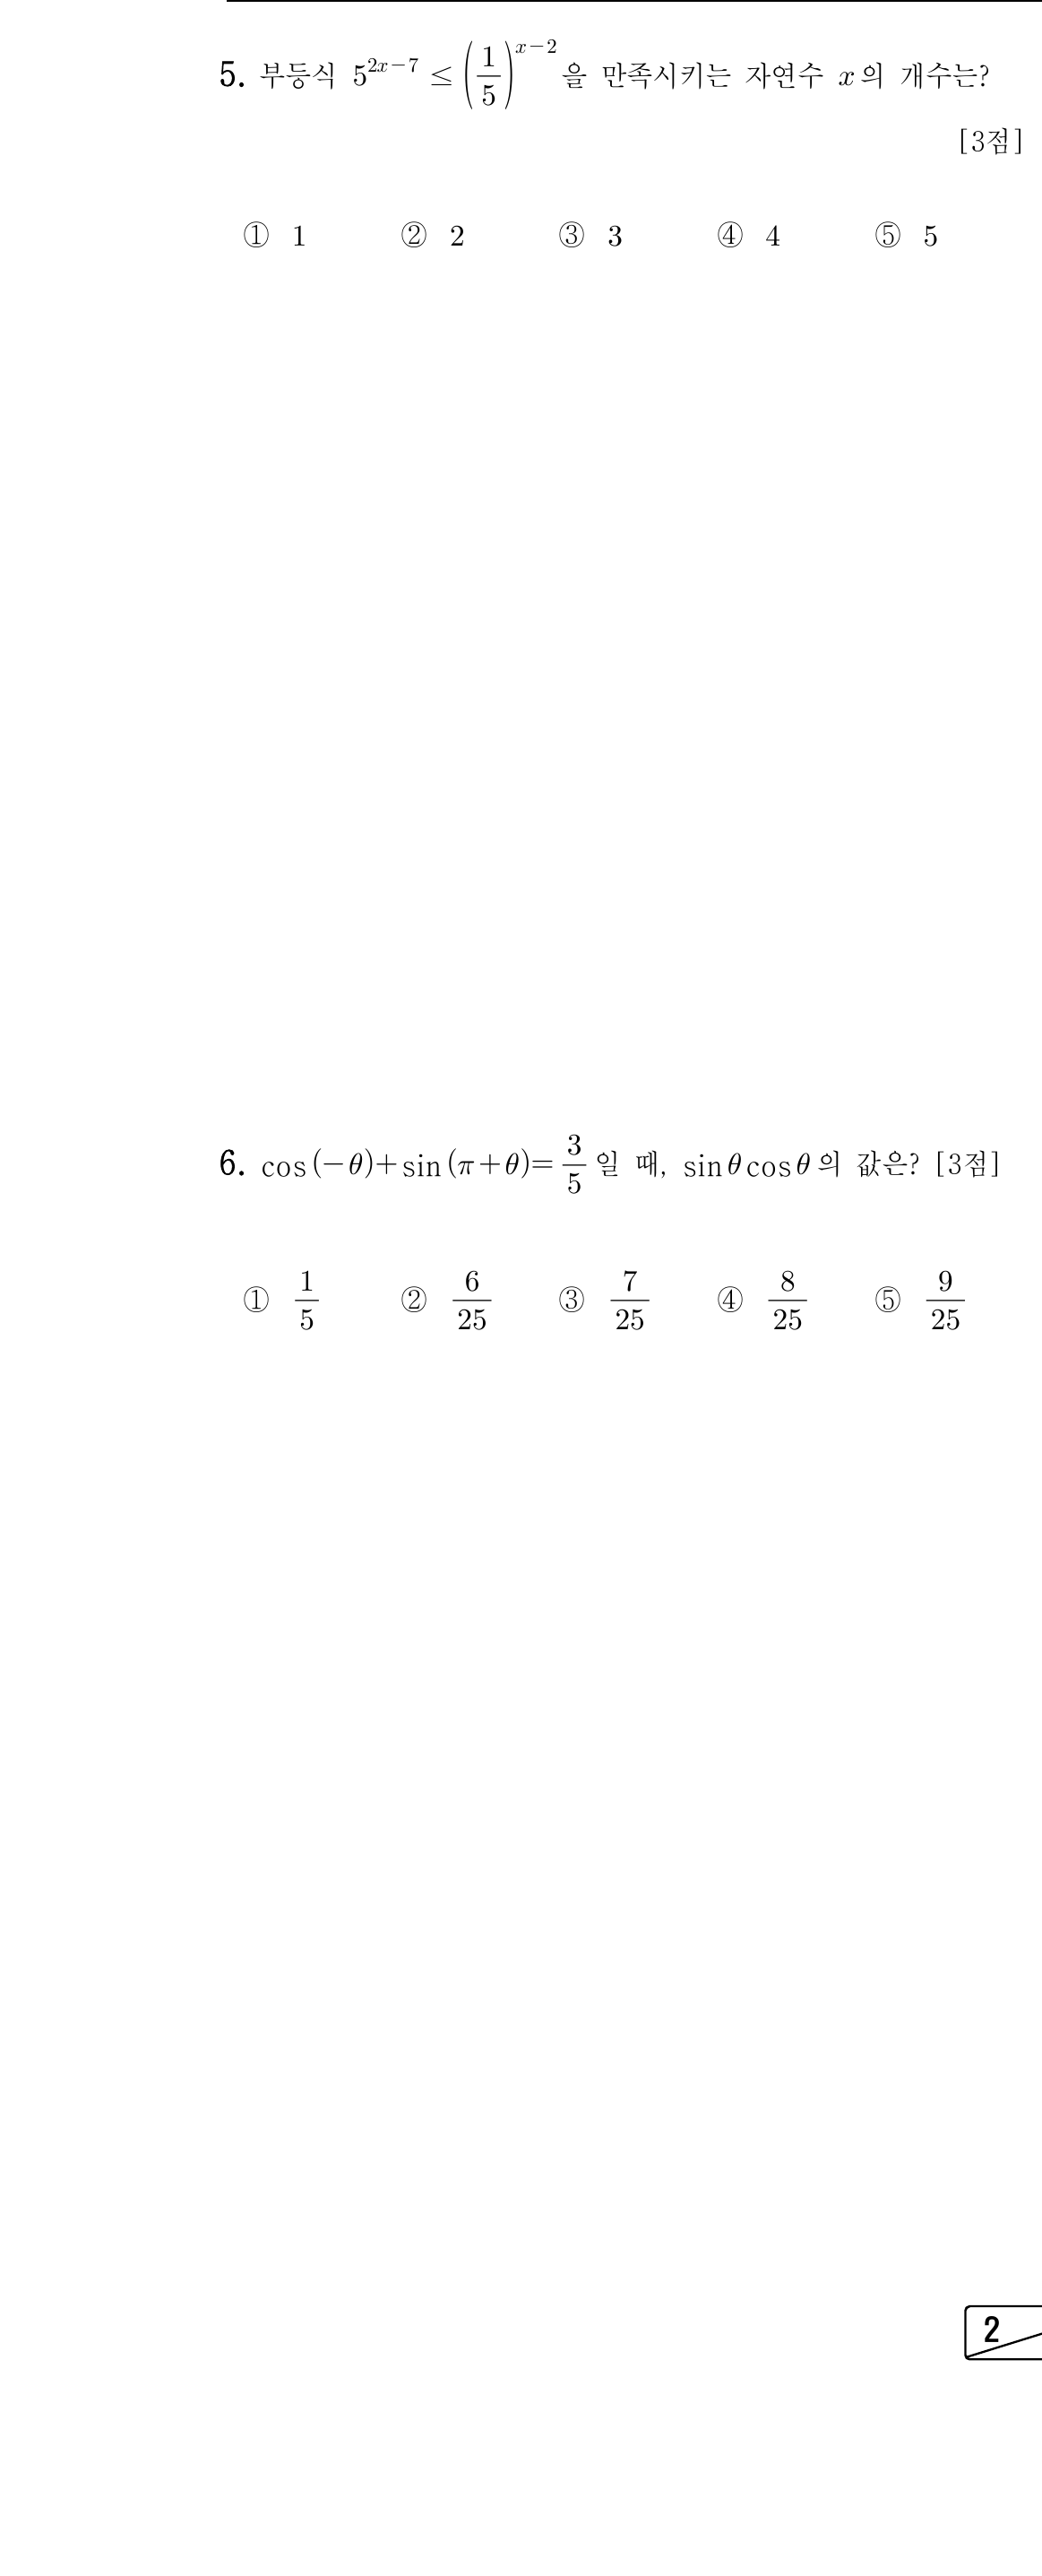 5. 부등식 5^{2x-7} ≤ (1/5)^{x-2}을 만족시키는 자연수 x의 개수는?
[3점]
① 1 ② 2 ③ 3 ④ 4 ⑤ 5
6. cos(-θ)+sin(π+θ)=3/5일 때, sinθcosθ의 값은? [3점]
① 1/5 ② 6/25 ③ 7/25 ④ 8/25 ⑤ 9/25
2